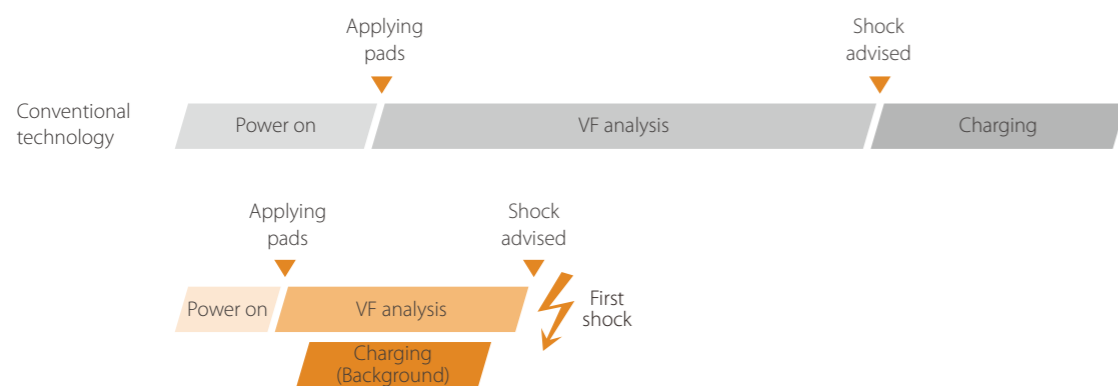 Applying
pads
Shock
advised
Conventional
technology
Power on
VF analysis
Charging
Applying
pads
Shock
advised
Power on
VF analysis
First
shock
Charging
(Background)